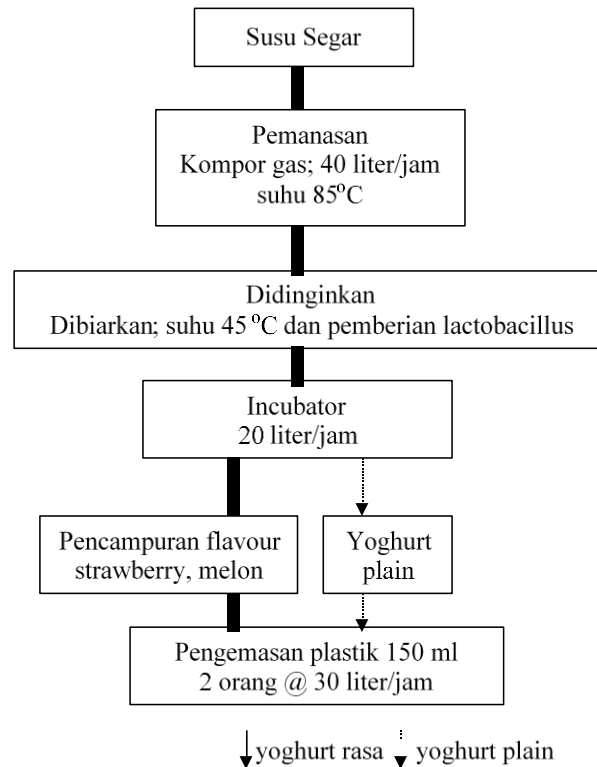 Susu Segar
Pemanasan
Kompor gas; 40 liter/jam
suhu 85°C
Didinginkan
Dibiarkan; suhu 45°C dan pemberian lactobacillus
Incubator
20 liter/jam
Pencampuran flavour
strawberry, melon
Yoghurt
plain
Pengemasan plastik 150 ml
2 orang @ 30 liter/jam
yoghurt rasa yoghurt plain